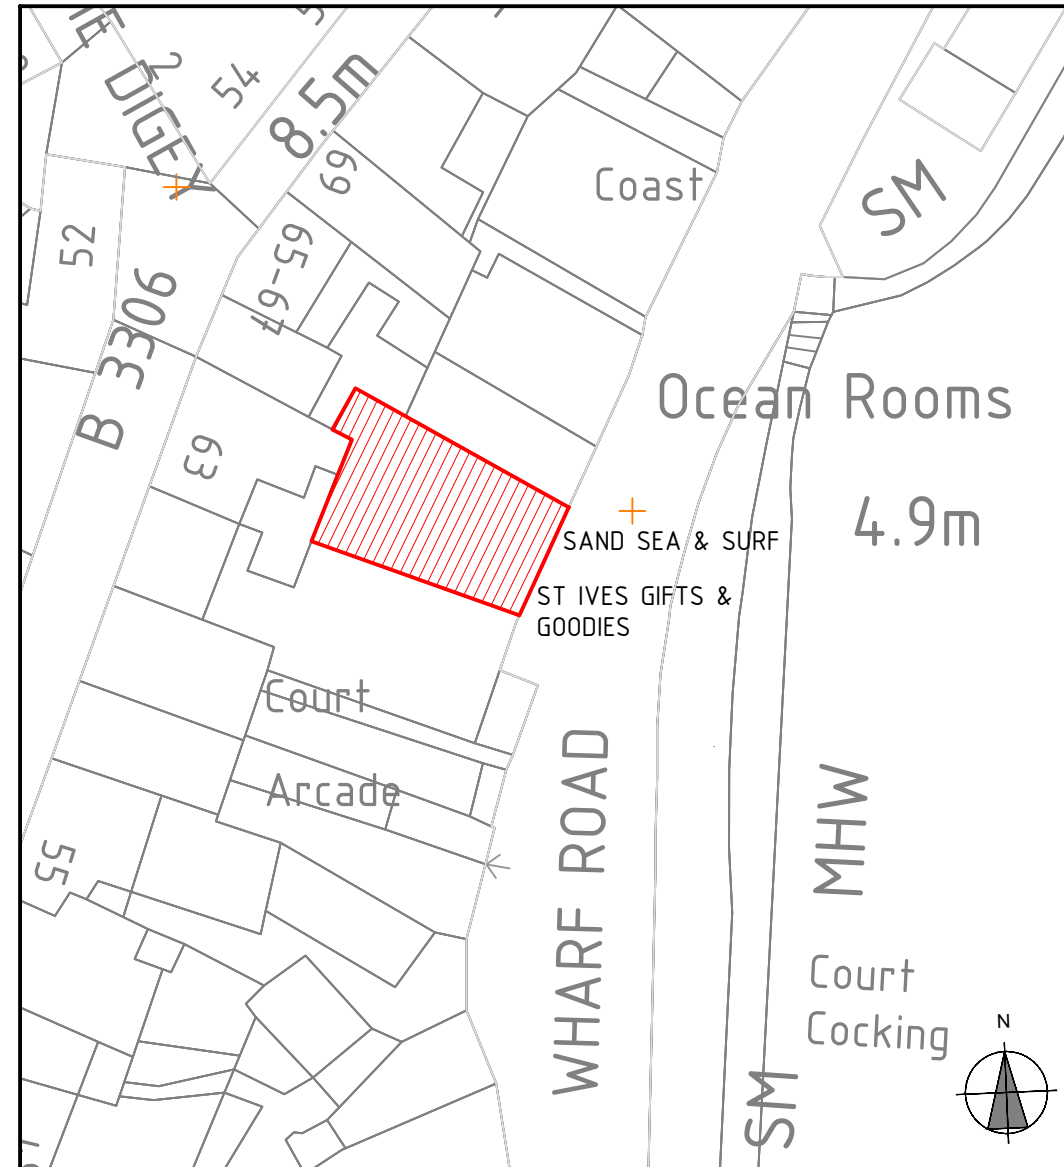 DIGEY
2
54
8.5m
69
Coast
SM
52
65-67
B 3306
Ocean Rooms
63
4.9m
SAND SEA & SURF
ST IVES GIFTS &
GOODIES
Court
Arcade
WHARF ROAD
MHW
55
Court
Cocking
N
SM